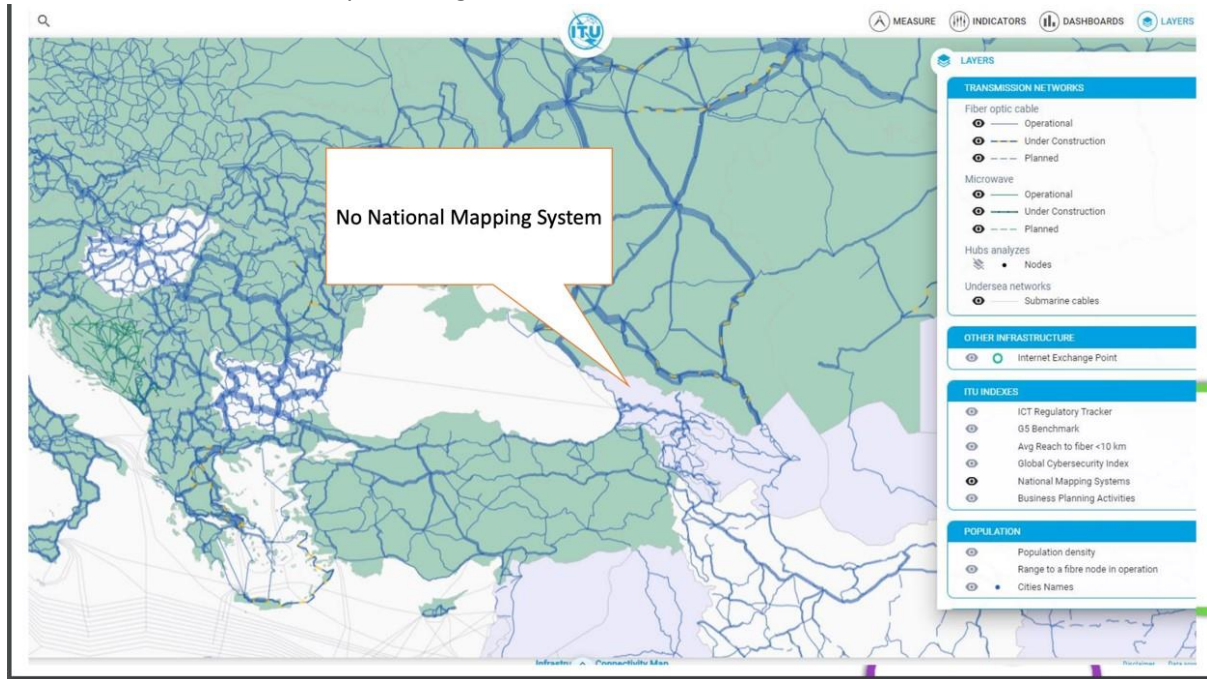 ITU
MEASURE
INDICATORS
DASHBOARDS
LAYERS
No National Mapping System
LAYERS
TRANSMISSION NETWORKS
Fiber optic cable
Operational
Under Construction
Planned
Microwave
Operational
Under Construction
Planned
Hubs analyzes
Nodes
Undersea networks
Submarine cables
OTHER INFRASTRUCTURE
Internet Exchange Point
ITU INDEXES
ICT Regulatory Tracker
G5 Benchmark
Avg Reach to fiber <10 km
Global Cybersecurity Index
National Mapping Systems
Business Planning Activities
POPULATION
Population density
Range to a fibre node in operation
Cities Names
Connectivity Map
Disclaimer